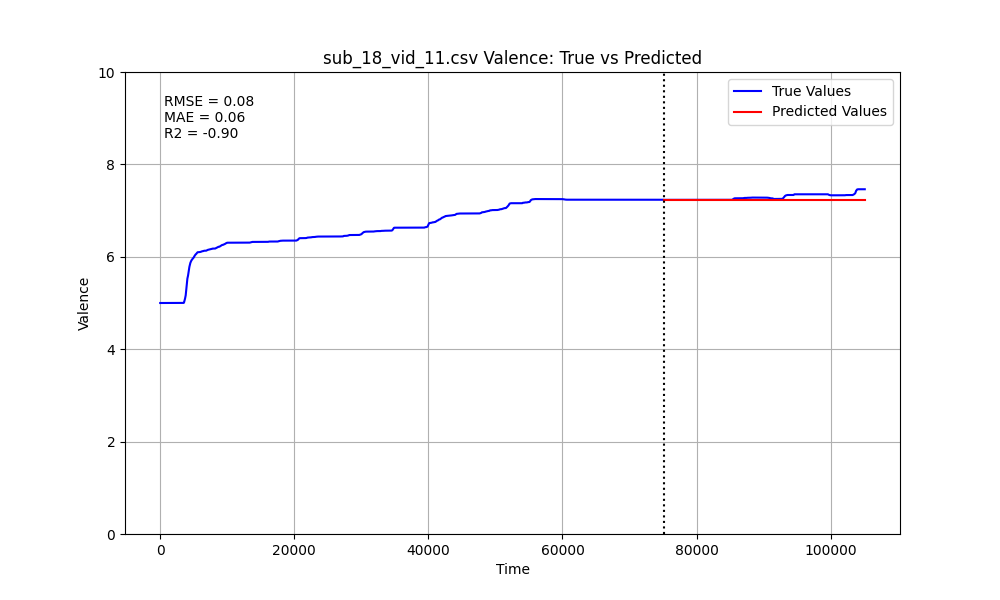 sub_18_vid_11.csv Valence: True vs Predicted
RMSE = 0.08
MAE = 0.06
R2 = -0.90
True Values
Predicted Values
10
8
6
4
2
0
Valence
0 20000 40000 60000 80000 100000
Time